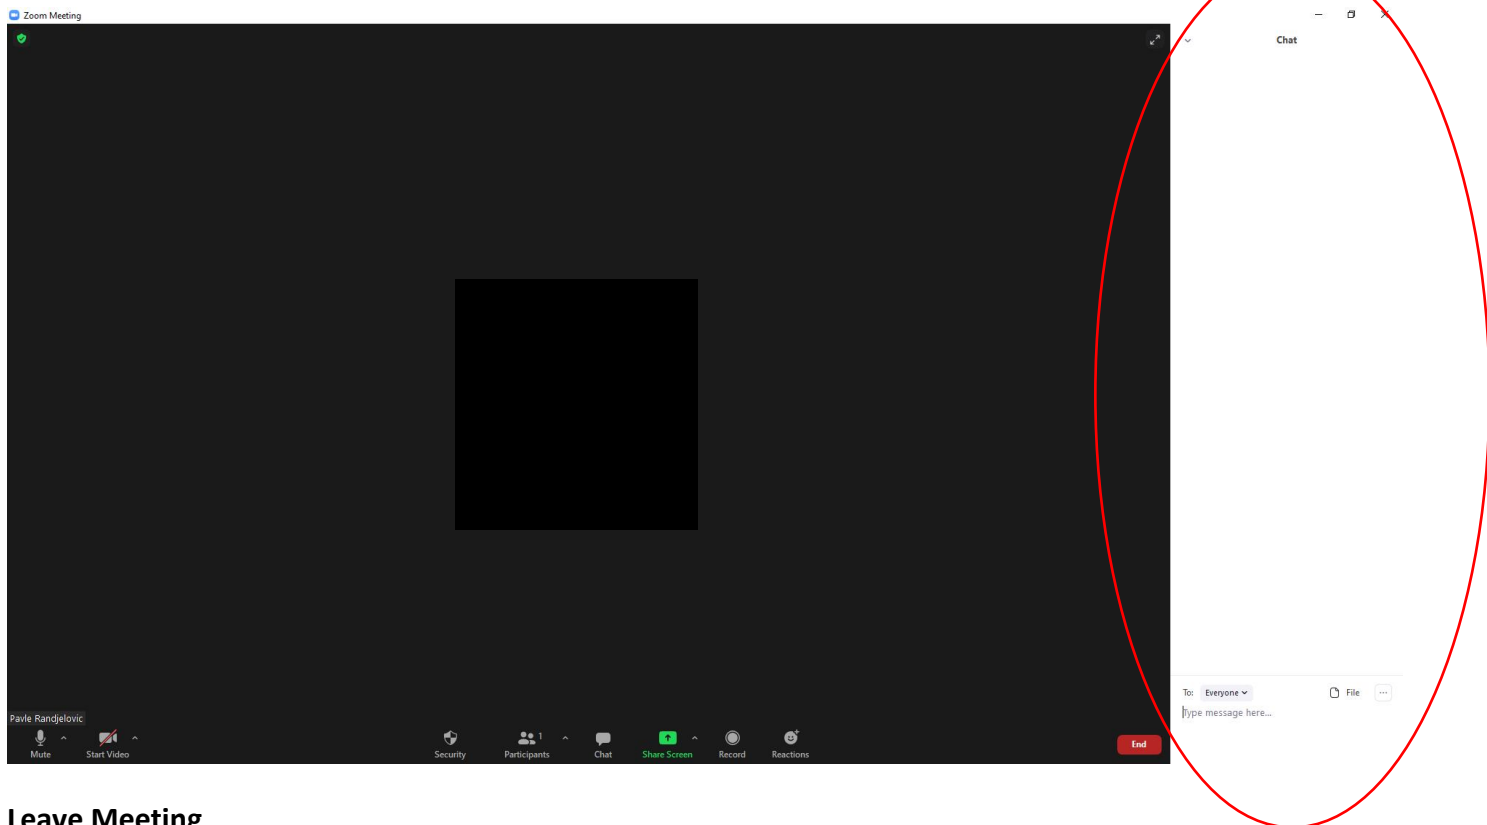 Zoom Meeting
Chat
To: Everyone
File
Type message here...
Pavle Randjelovic
1
Mute
Start Video
Security
Participants
Chat
Share Screen
Record
Reactions
End
Leave Meeting